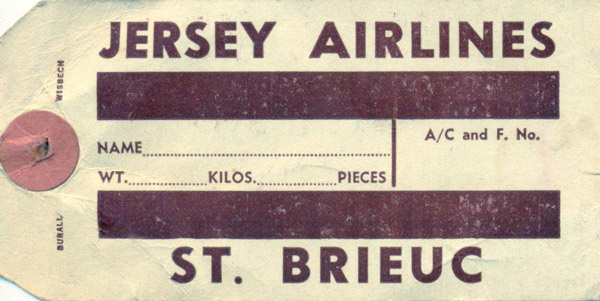 JERSEY AIRLINES
WISBECH
A/C and F. No.
NAME
WT. KILOS. PIECES
BURALL
ST. BRIEUC